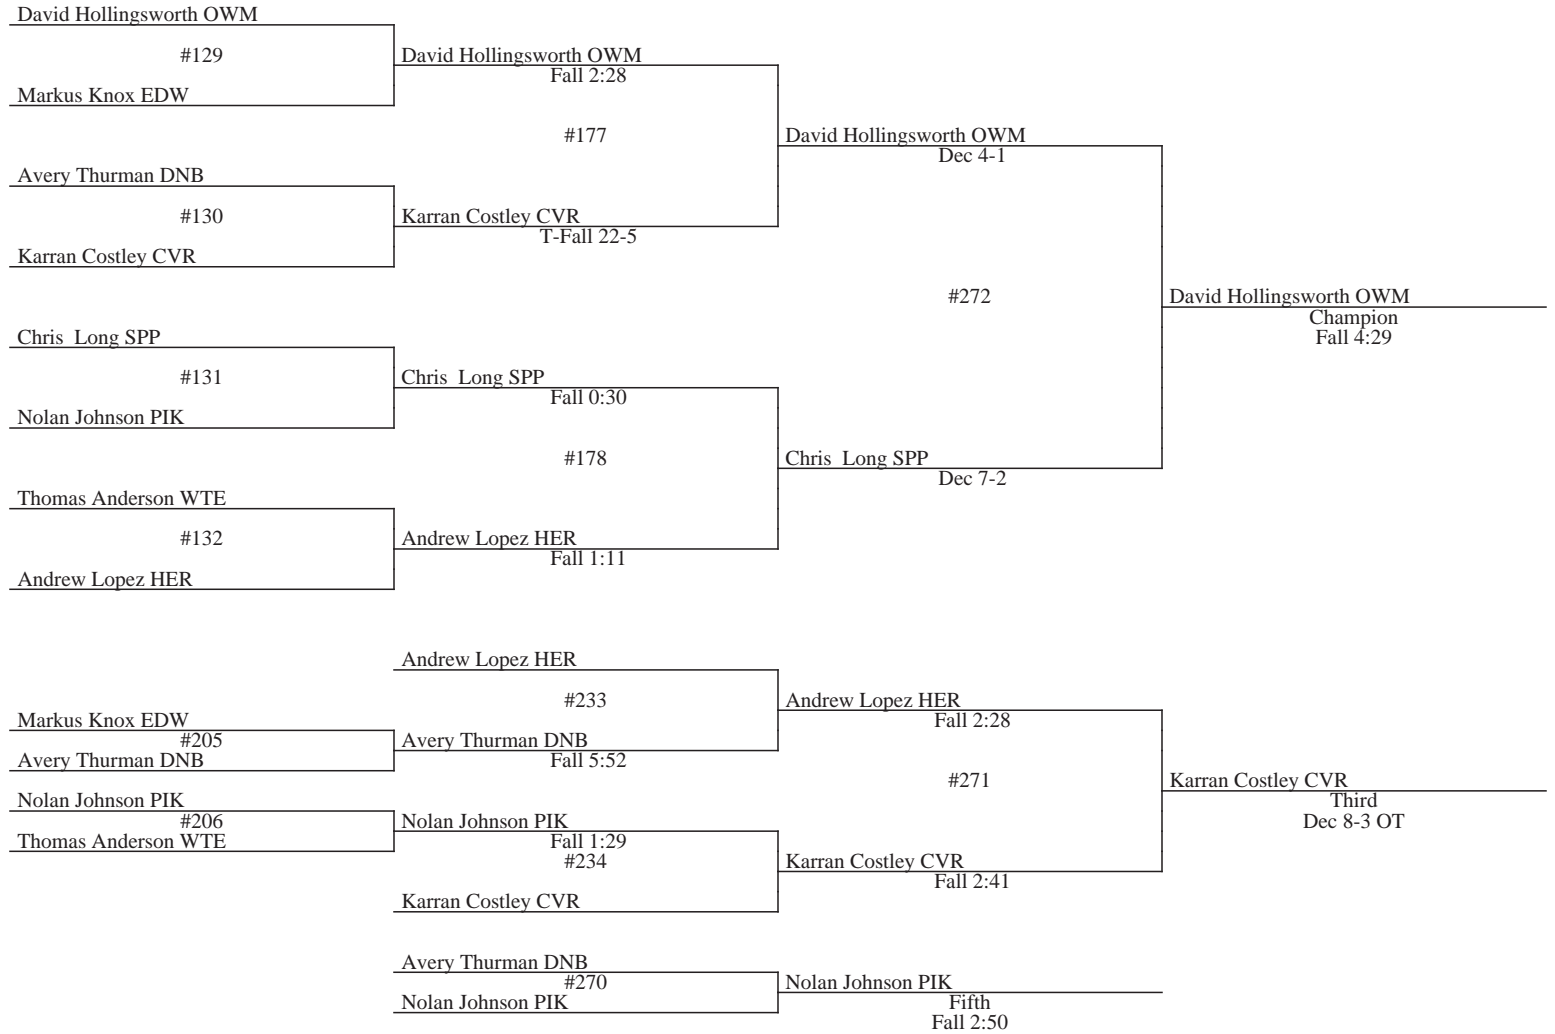 David Hollingsworth OWM
#129
Markus Knox EDW
David Hollingsworth OWM
Fall 2:28
#177
Avery Thurman DNB
#130
Karran Costley CVR
Karran Costley CVR
T-Fall 22-5
David Hollingsworth OWM
Dec 4-1
#272
Chris  Long SPP
#131
Nolan Johnson PIK
Chris  Long SPP
Fall 0:30
#178
Thomas Anderson WTE
#132
Andrew Lopez HER
Andrew Lopez HER
Fall 1:11
Chris  Long SPP
Dec 7-2
David Hollingsworth OWM
Champion
Fall 4:29
Andrew Lopez HER
#233
Markus Knox EDW
#205
Avery Thurman DNB
Avery Thurman DNB
Fall 5:52
Andrew Lopez HER
Fall 2:28
#271
Nolan Johnson PIK
#206
Thomas Anderson WTE
Nolan Johnson PIK
Fall 1:29
#234
Karran Costley CVR
Karran Costley CVR
Fall 2:41
Karran Costley CVR
Third
Dec 8-3 OT
Avery Thurman DNB
#270
Nolan Johnson PIK
Nolan Johnson PIK
Fifth
Fall 2:50